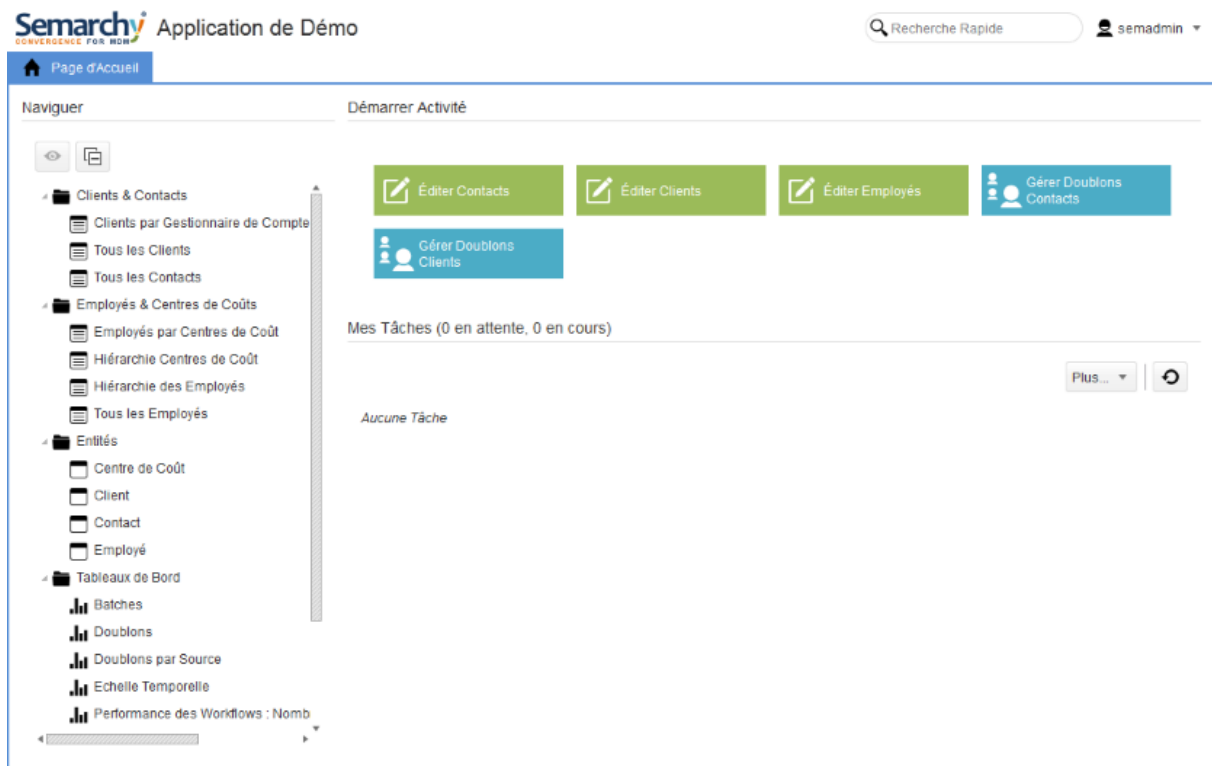 Semarchy
CONVERGENCE FOR MDM
Application de Démo
Recherche Rapide
semadmin
Page d'Accueil
Naviguer
Clients & Contacts
Clients par Gestionnaire de Compte
Tous les Clients
Tous les Contacts
Employés & Centres de Coûts
Employés par Centres de Coût
Hiérarchie Centres de Coût
Hiérarchie des Employés
Tous les Employés
Entités
Centre de Coût
Client
Contact
Employé
Tableaux de Bord
Batches
Doublons
Doublons par Source
Echelle Temporelle
Performance des Workflows : Nomb
Démarrer Activité
Éditer Contacts
Éditer Clients
Éditer Employés
Gérer Doublons
Contacts
Gérer Doublons
Clients
Mes Tâches (0 en attente, 0 en cours)
Plus...
Aucune Tâche